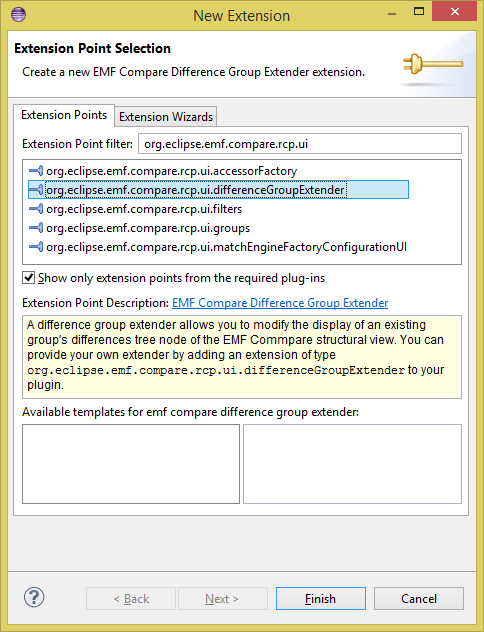 New Extension
Extension Point Selection
Create a new EMF Compare Difference Group Extender extension.
Extension Points
Extension Wizards
Extension Point filter: org.eclipse.emf.compare.rcp.ui
org.eclipse.emf.compare.rcp.ui.accessorFactory
org.eclipse.emf.compare.rcp.ui.differenceGroupExtender
org.eclipse.emf.compare.rcp.ui.filters
org.eclipse.emf.compare.rcp.ui.groups
org.eclipse.emf.compare.rcp.ui.matchEngineFactoryConfigurationUI
Show only extension points from the required plug-ins
Extension Point Description: EMF Compare Difference Group Extender
A difference group extender allows you to modify the display of an existing
group's differences tree node of the EMF Commpare structural view. You can
provide your own extender by adding an extension of type
org.eclipse.emf.compare.rcp.ui.differenceGroupExtender to your
plugin.
Available templates for emf compare difference group extender:
?
< Back
Next >
Finish
Cancel